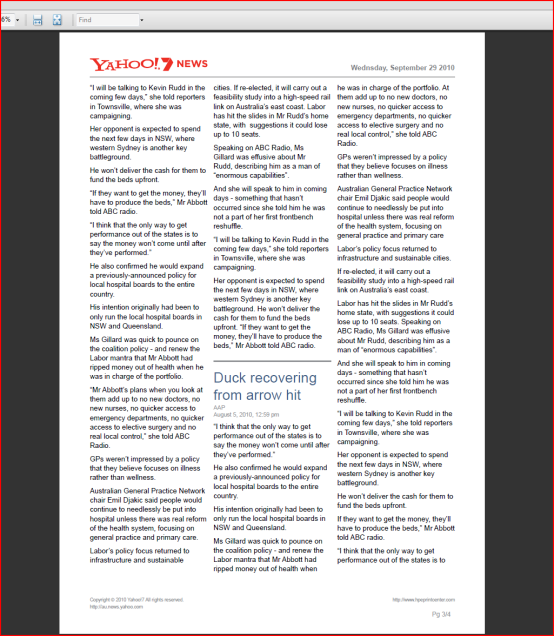 6%
Find
YAHOO!7 NEWS
Wednesday, September 29 2010
“I will be talking to Kevin Rudd in the
coming few days,” she told reporters
in Townsville, where she was
campaigning.
Her opponent is expected to spend
the next few days in NSW, where
western Sydney is another key
battleground.
He won’t deliver the cash for them to
fund the beds upfront.
“If they want to get the money, they’ll
have to produce the beds,” Mr Abbott
told ABC radio.
“I think that the only way to get
performance out of the states is to
say the money won’t come until after
they’ve performed.”
He also confirmed he would expand
a previously-announced policy for
local hospital boards to the entire
country.
His intention originally had been to
only run the local hospital boards in
NSW and Queensland.
Ms Gillard was quick to pounce on
the coalition policy - and renew the
Labor mantra that Mr Abbott had
ripped money out of health when he
was in charge of the portfolio.
“Mr Abbott’s plans when you look at
them add up to no new doctors, no
new nurses, no quicker access to
emergency departments, no quicker
access to elective surgery and no
real local control,” she told ABC
Radio.
GPs weren’t impressed by a policy
that they believe focuses on illness
rather than wellness.
Australian General Practice Network
chair Emil Djakic said people would
continue to needlessly be put into
hospital unless there was real reform
of the health system, focusing on
general practice and primary care.
Labor’s policy focus returned to
infrastructure and sustainable
cities. If re-elected, it will carry out a
feasibility study into a high-speed rail
link on Australia’s east coast. Labor
has hit the slides in Mr Rudd’s home
state, with suggestions it could lose
up to 10 seats.
Speaking on ABC Radio, Ms
Gillard was effusive about Mr
Rudd, describing him as a man of
“enormous capabilities”.
And she will speak to him in coming
days - something that hasn’t
occurred since she told him he was
not a part of her first frontbench
reshuffle.
“I will be talking to Kevin Rudd in the
coming few days,” she told reporters
in Townsville, where she was
campaigning.
Her opponent is expected to spend
the next few days in NSW, where
western Sydney is another key
battleground. He won’t deliver the
cash for them to fund the beds
upfront. “If they want to get the
money, they’ll have to produce the
beds,” Mr Abbott told ABC radio.
Duck recovering
from arrow hit
AAP
August 5, 2010, 12:59 pm
“I think that the only way to get
performance out of the states is to
say the money won’t come until after
they’ve performed.”
He also confirmed he would expand
a previously-announced policy for
local hospital boards to the entire
country.
His intention originally had been to
only run the local hospital boards in
NSW and Queensland.
Ms Gillard was quick to pounce on
the coalition policy - and renew the
Labor mantra that Mr Abbott had
ripped money out of health when
he was in charge of the portfolio. At
them add up to no new doctors, no
new nurses, no quicker access to
emergency departments, no quicker
access to elective surgery and no
real local control,” she told ABC
Radio.
GPs weren’t impressed by a policy
that they believe focuses on illness
rather than wellness.
Australian General Practice Network
chair Emil Djakic said people would
continue to needlessly be put into
hospital unless there was real reform
of the health system, focusing on
general practice and primary care
Labor’s policy focus returned to
infrastructure and sustainable cities.
If re-elected, it will carry out a
feasibility study into a high-speed rail
link on Australia’s east coast.
Labor has hit the slides in Mr Rudd’s
home state, with suggestions it could
lose up to 10 seats. Speaking on
ABC Radio, Ms Gillard was effusive
about Mr Rudd, describing him as a
man of “enormous capabilities”.
And she will speak to him in coming
days - something that hasn’t
occurred since she told him he was
not a part of her first frontbench
reshuffle.
“I will be talking to Kevin Rudd in the
coming few days,” she told reporters
in Townsville, where she was
campaigning.
Her opponent is expected to spend
the next few days in NSW, where
western Sydney is another key
battleground.
He won’t deliver the cash for them to
fund the beds upfront.
If they want to get the money, they’ll
have to produce the beds,” Mr Abbott
told ABC radio.
“I think that the only way to get
performance out of the states is to
Copyright © 2010 Yahoo!7 All rights reserved.
http://au.news.yahoo.com
http://www.hpeprintcenter.com
Pg 3/4